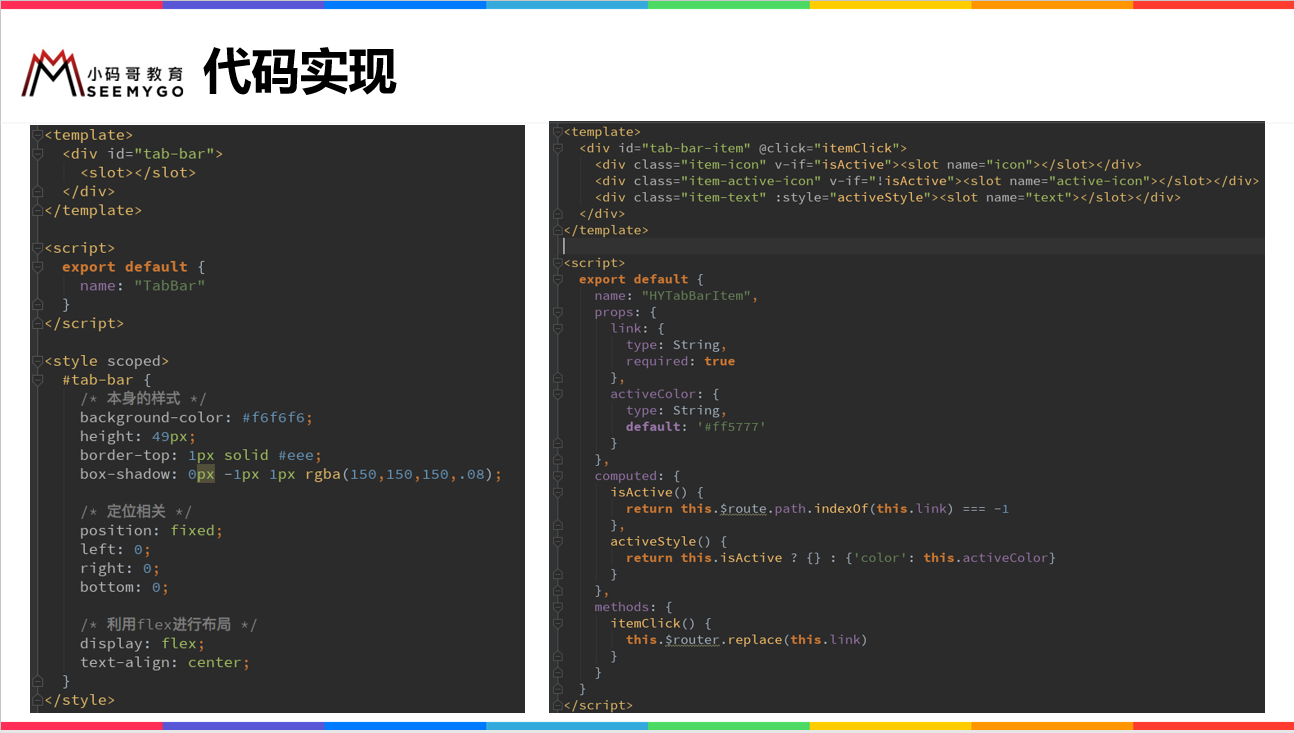 小码哥教育
SEEMYGO
代码实现
<template>
  <div id="tab-bar">
    <slot></slot>
  </div>
</template>

<script>
  export default {
    name: "TabBar"
  }
</script>

<style scoped>
  #tab-bar {
    /* 本身的样式 */
    background-color: #f6f6f6;
    height: 49px;
    border-top: 1px solid #eee;
    box-shadow: 0px -1px 1px rgba(150,150,150,.08);

    /* 定位相关 */
    position: fixed;
    left: 0;
    right: 0;
    bottom: 0;

    /* 利用flex进行布局 */
    display: flex;
    text-align: center;
  }
</style>
<template>
  <div id="tab-bar-item" @click="itemClick">
    <div class="item-icon" v-if="isActive"><slot name="icon"></slot></div>
    <div class="item-active-icon" v-if="!isActive"><slot name="active-icon"></slot></div>
    <div class="item-text" :style="activeStyle"><slot name="text"></slot></div>
  </div>
</template>

<script>
  export default {
    name: "HYTabBarItem",
    props: {
      link: {
        type: String,
        required: true
      },
      activeColor: {
        type: String,
        default: '#ff5777'
      }
    },
    computed: {
      isActive() {
        return this.$route.path.indexOf(this.link) === -1
      },
      activeStyle() {
        return this.isActive ? {} : {'color': this.activeColor}
      }
    },
    methods: {
      itemClick() {
        this.$router.replace(this.link)
      }
    }
  }
</script>